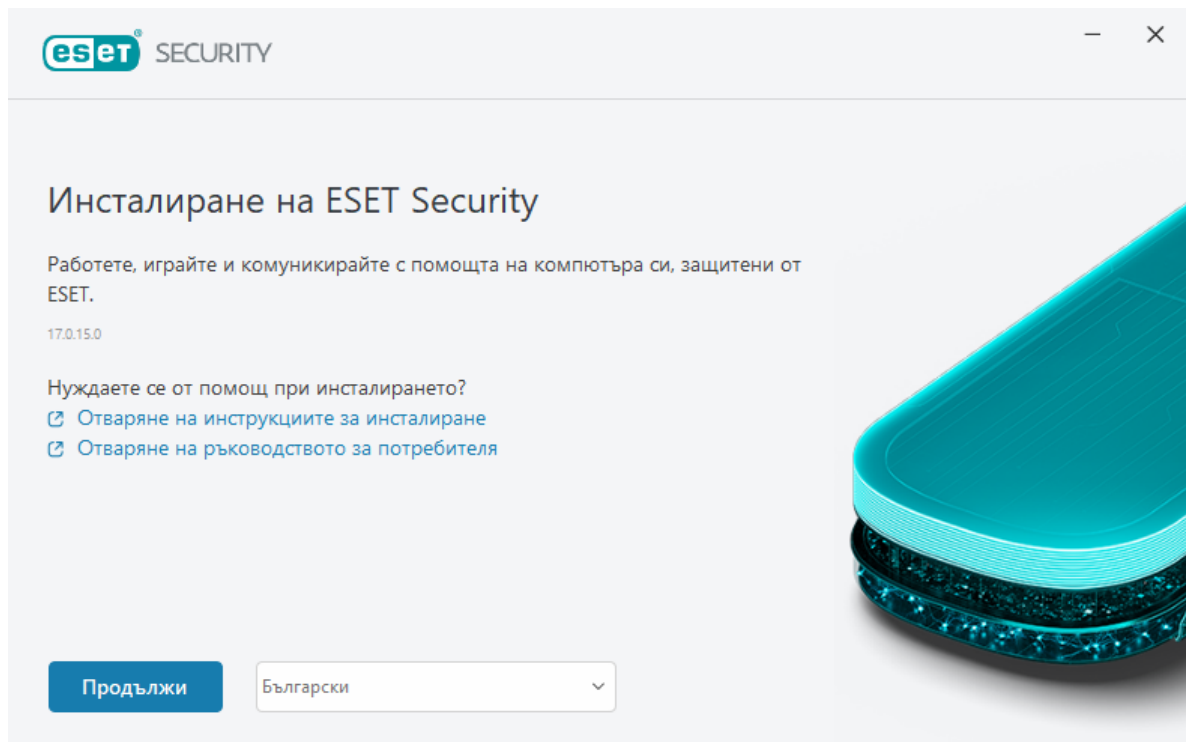 eset® SECURITY
Инсталиране на ESET Security
Работете, играйте и комуникирайте с помощта на компютъра си, защитени от
ESET.
17.0.15.0
Нуждаете се от помощ при инсталирането?
Отваряне на инструкциите за инсталиране
Отваряне на ръководството за потребителя
Продължи
Български